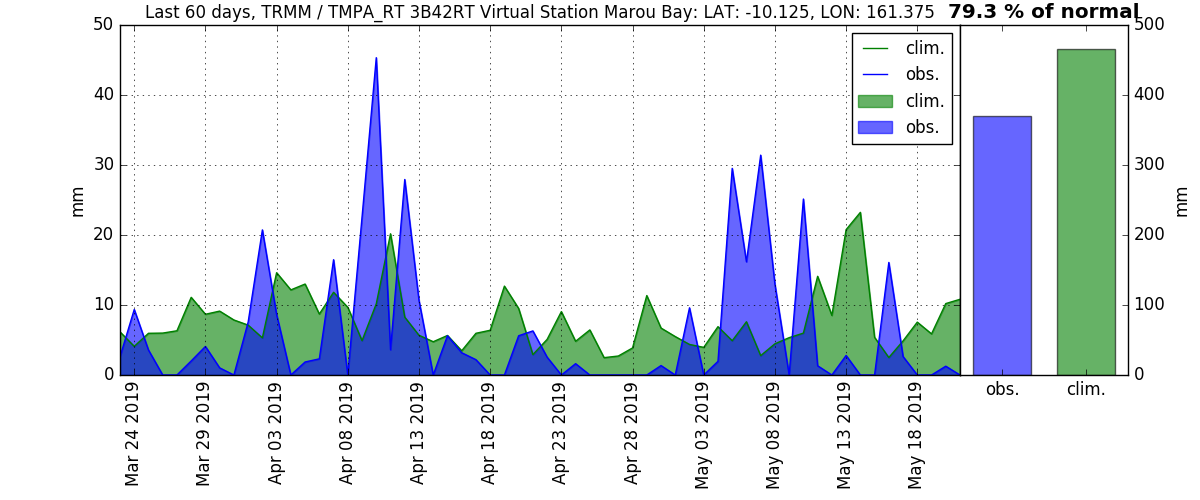 Last 60 days, TRMM / TMPA_RT 3B42RT Virtual Station Marou Bay: LAT: -10.125, LON: 161.375
79.3 % of normal
mm
50
40
30
20
10
0
clim.
obs.
clim.
obs.
Mar 24 2019
Mar 29 2019
Apr 03 2019
Apr 08 2019
Apr 13 2019
Apr 18 2019
Apr 23 2019
Apr 28 2019
May 03 2019
May 08 2019
May 13 2019
May 18 2019
obs.
clim.
500
400
300
200
100
0
mm